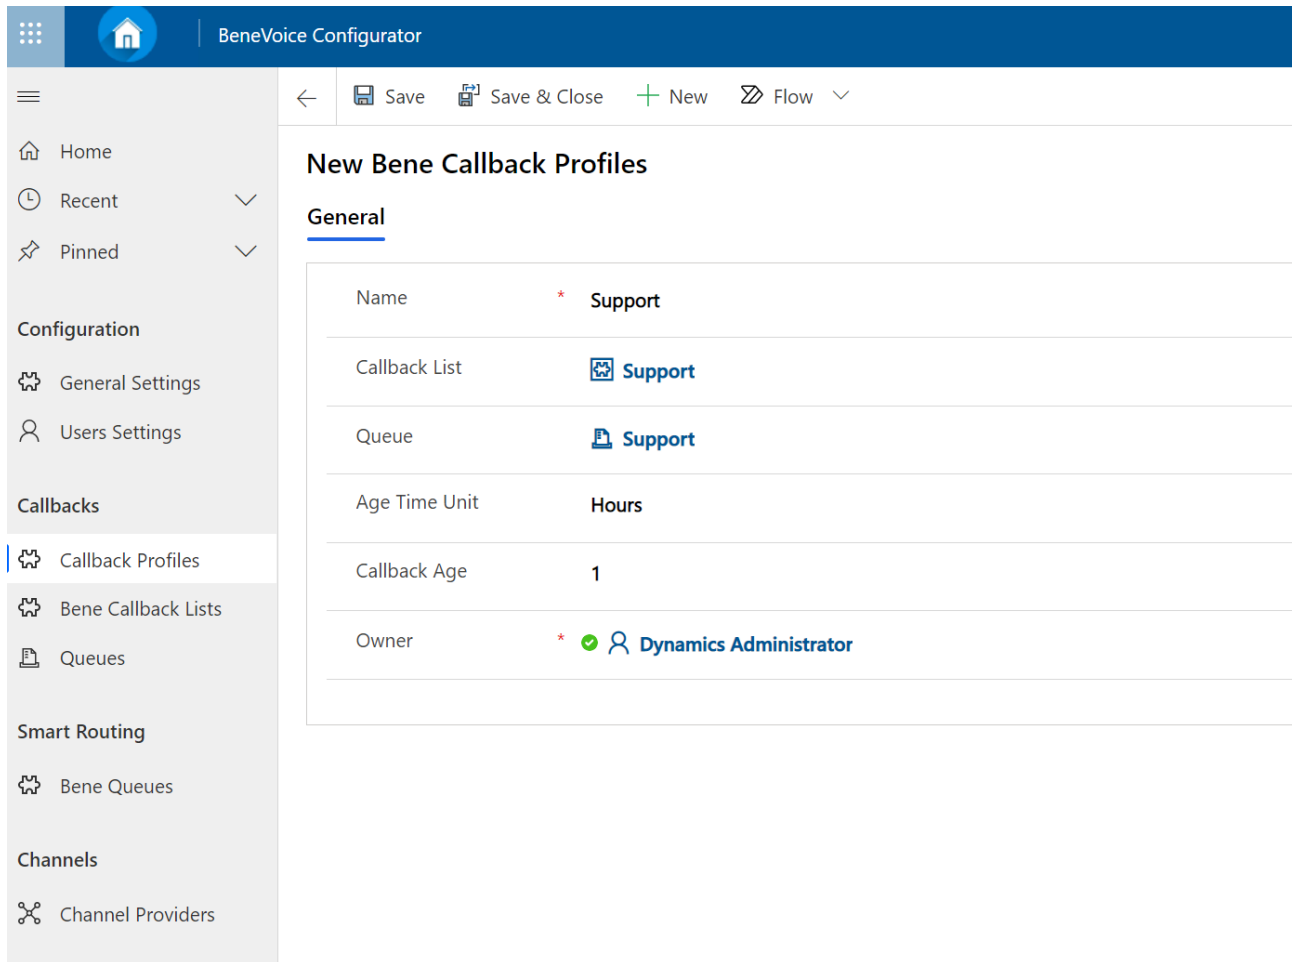 BeneVoice Configurator
Save
Save & Close
New
Flow
Home
Recent
Pinned
Configuration
General Settings
Users Settings
Callbacks
Callback Profiles
Bene Callback Lists
Queues
Smart Routing
Bene Queues
Channels
Channel Providers
New Bene Callback Profiles
General
Name * Support
Callback List Support
Queue Support
Age Time Unit Hours
Callback Age 1
Owner * Dynamics Administrator